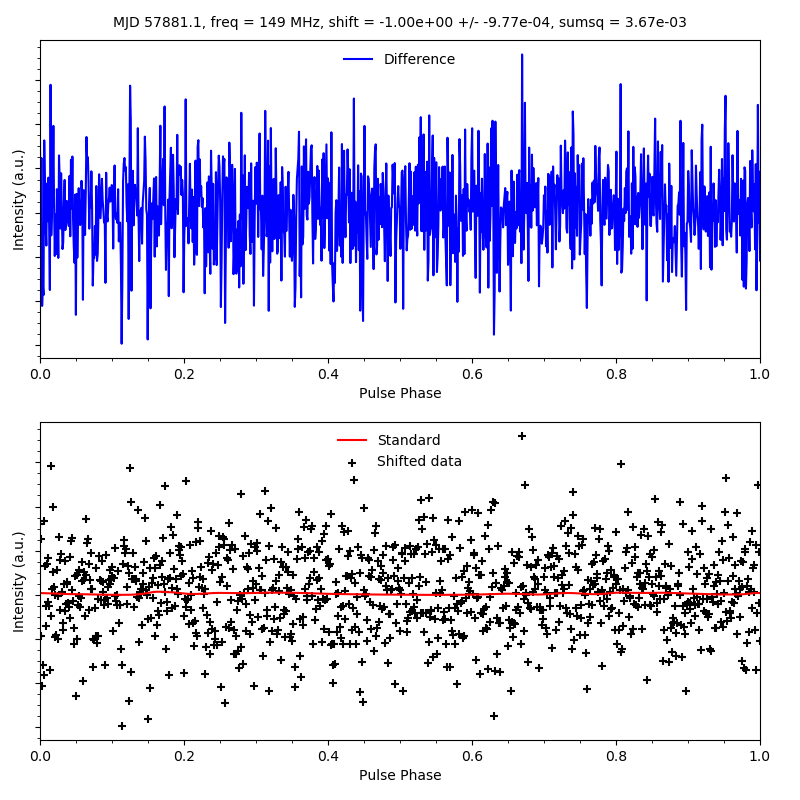 MJD 57881.1, freq = 149 MHz, shift = -1.00e+00 +/- -9.77e-04, sumsq = 3.67e-03
Difference
Intensity (a.u.)
0.0 0.2 0.4 0.6 0.8 1.0
Pulse Phase
Standard
Shifted data
Intensity (a.u.)
0.0 0.2 0.4 0.6 0.8 1.0
Pulse Phase